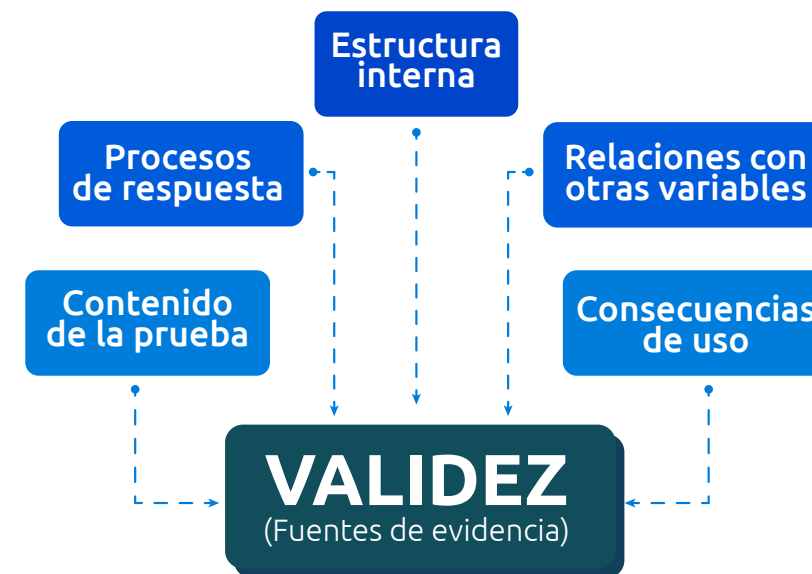 Estructura
interna
Procesos
de respuesta
Relaciones con
otras variables
Contenido
de la prueba
Consecuencias
de uso
VALIDEZ
(Fuentes de evidencia)